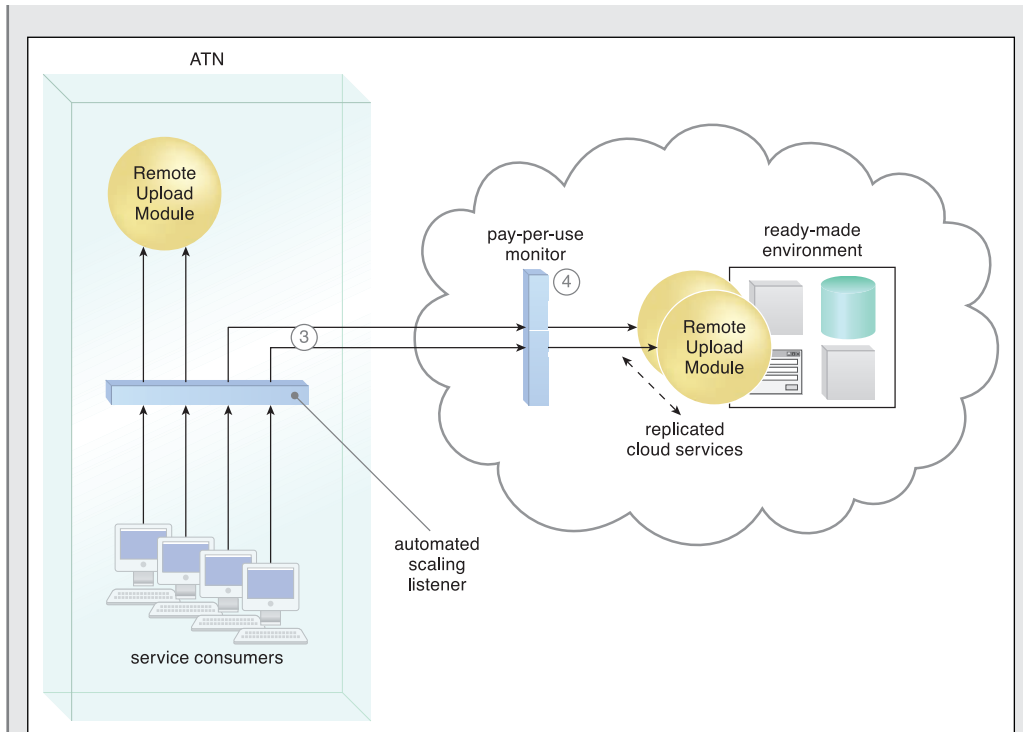 ATN
Remote
Upload
Module
pay-per-use
monitor
4
ready-made
environment
3
Remote
Upload
Module
replicated
cloud services
automated
scaling
listener
service consumers